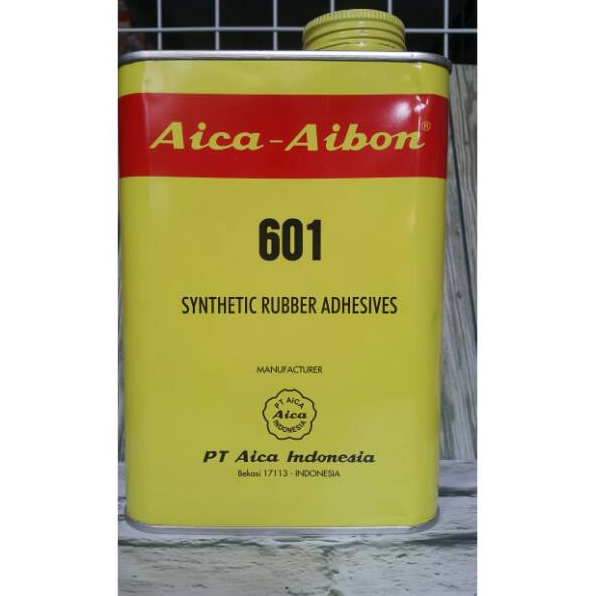 Aica-Aibon®
601
SYNTHETIC RUBBER ADHESIVES
MANUFACTURER
PT AICA
Aica
INDONESIA
PT Aica Indonesia
Bekasi 17113 - INDONESIA